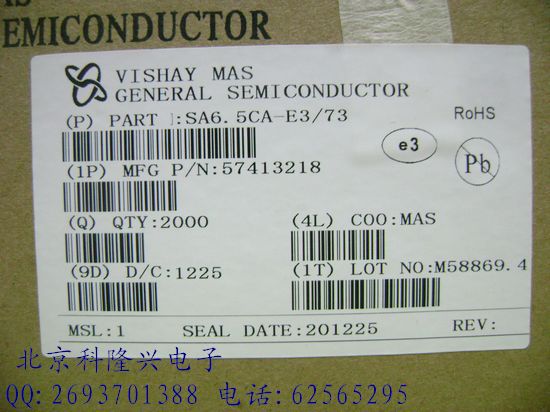 EMICONDUCTOR
VISHAY MAS
GENERAL SEMICONDUCTOR
(P) PART :SA6.5CA-E3/73
RoHS
e3
Pb
(1P) MFG P/N:57413218
(Q) QTY:2000
(4L) COO:MAS
(9D) D/C:1225
(1T) LOT NO:M58869.4
MSL:1 SEAL DATE:201225 REV:
北京科隆兴电子
QQ:2693701388 电话:62565295